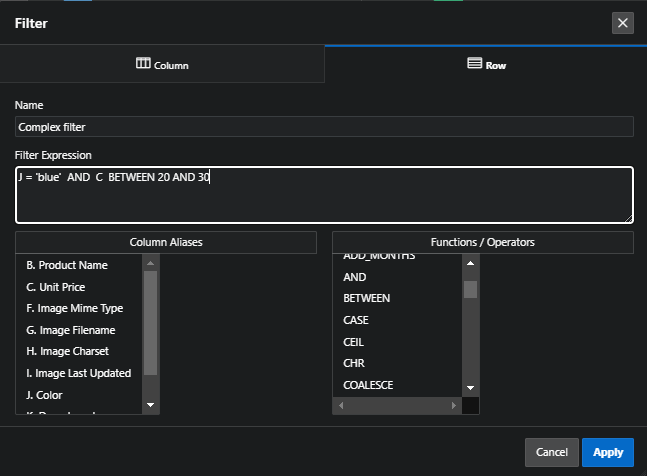 Filter
Column
Row
Name
Complex filter
Filter Expression
J = 'blue'  AND  C  BETWEEN 20 AND 30
Column Aliases
Functions / Operators
B. Product Name
C. Unit Price
F. Image Mime Type
G. Image Filename
H. Image Charset
I. Image Last Updated
J. Color
ADD_MONTHS
AND
BETWEEN
CASE
CEIL
CHR
COALESCE
Cancel
Apply